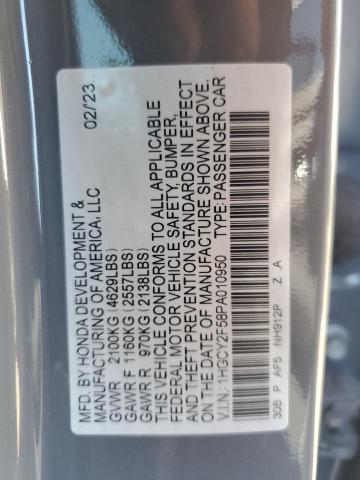 MFD. BY HONDA DEVELOPMENT & 02/'23
MANUFACTURING OF AMERICA, LLC
GVWR 2100KG (4629LBS)
GAWR F 1160KG (2557LBS)
GAWR R 970KG (2138LBS)
THIS VEHICLE CONFORMS TO ALL APPLICABLE
FEDERAL MOTOR VEHICLE SAFETY, BUMPER,
AND THEFT PREVENTION STANDARDS IN EFFECT
ON THE DATE OF MANUFACTURE SHOWN ABOVE.
V.I.N.: 1HGCY2F58PA010950 TYPE: PASSENGER CAR
30B P AF5 NH912P Z A